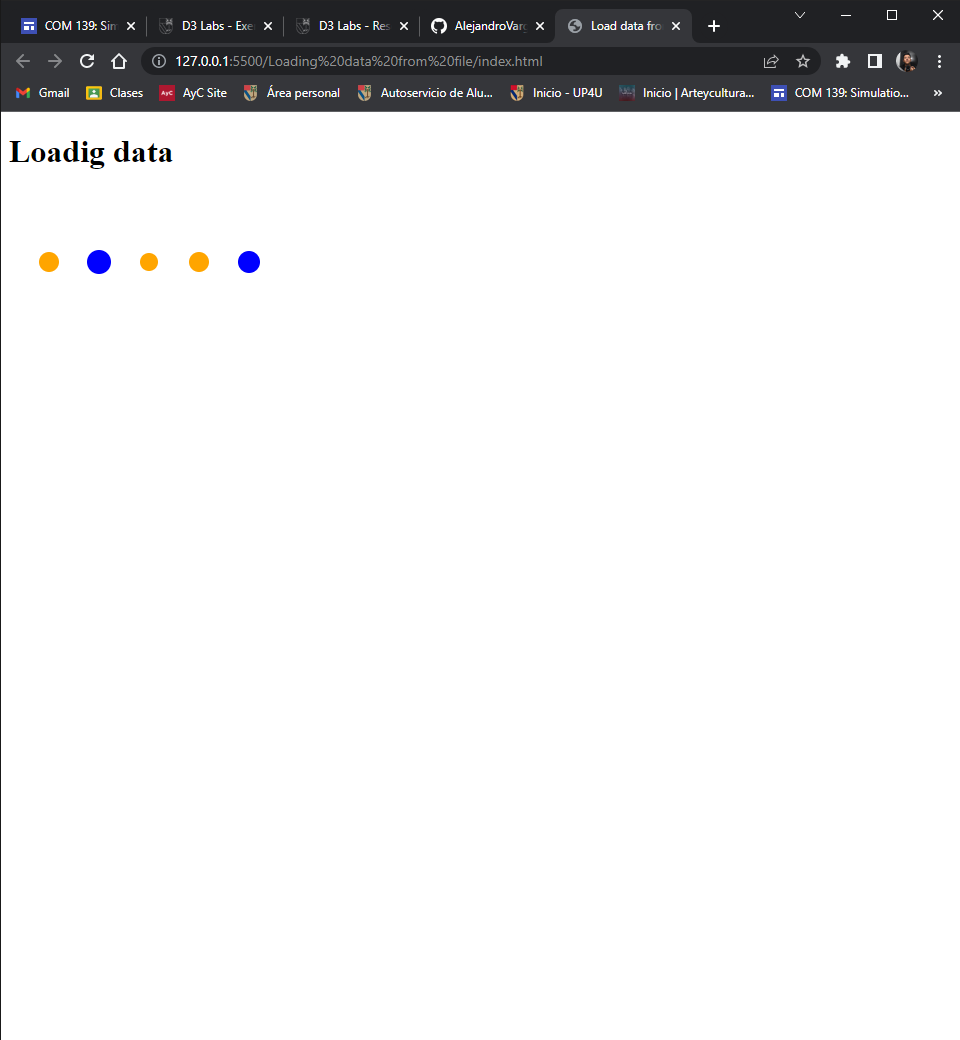 COM 139: Sim D3 Labs - Exe D3 Labs - Res AlejandroVarg Load data fro
127.0.0.1:5500/Loading%20data%20from%20file/index.html
Gmail Clases AyC AyC Site Área personal Autoservicio de Alu... Inicio - UP4U Inicio | Arteycultura... COM 139: Simulatio... »
Loadig data